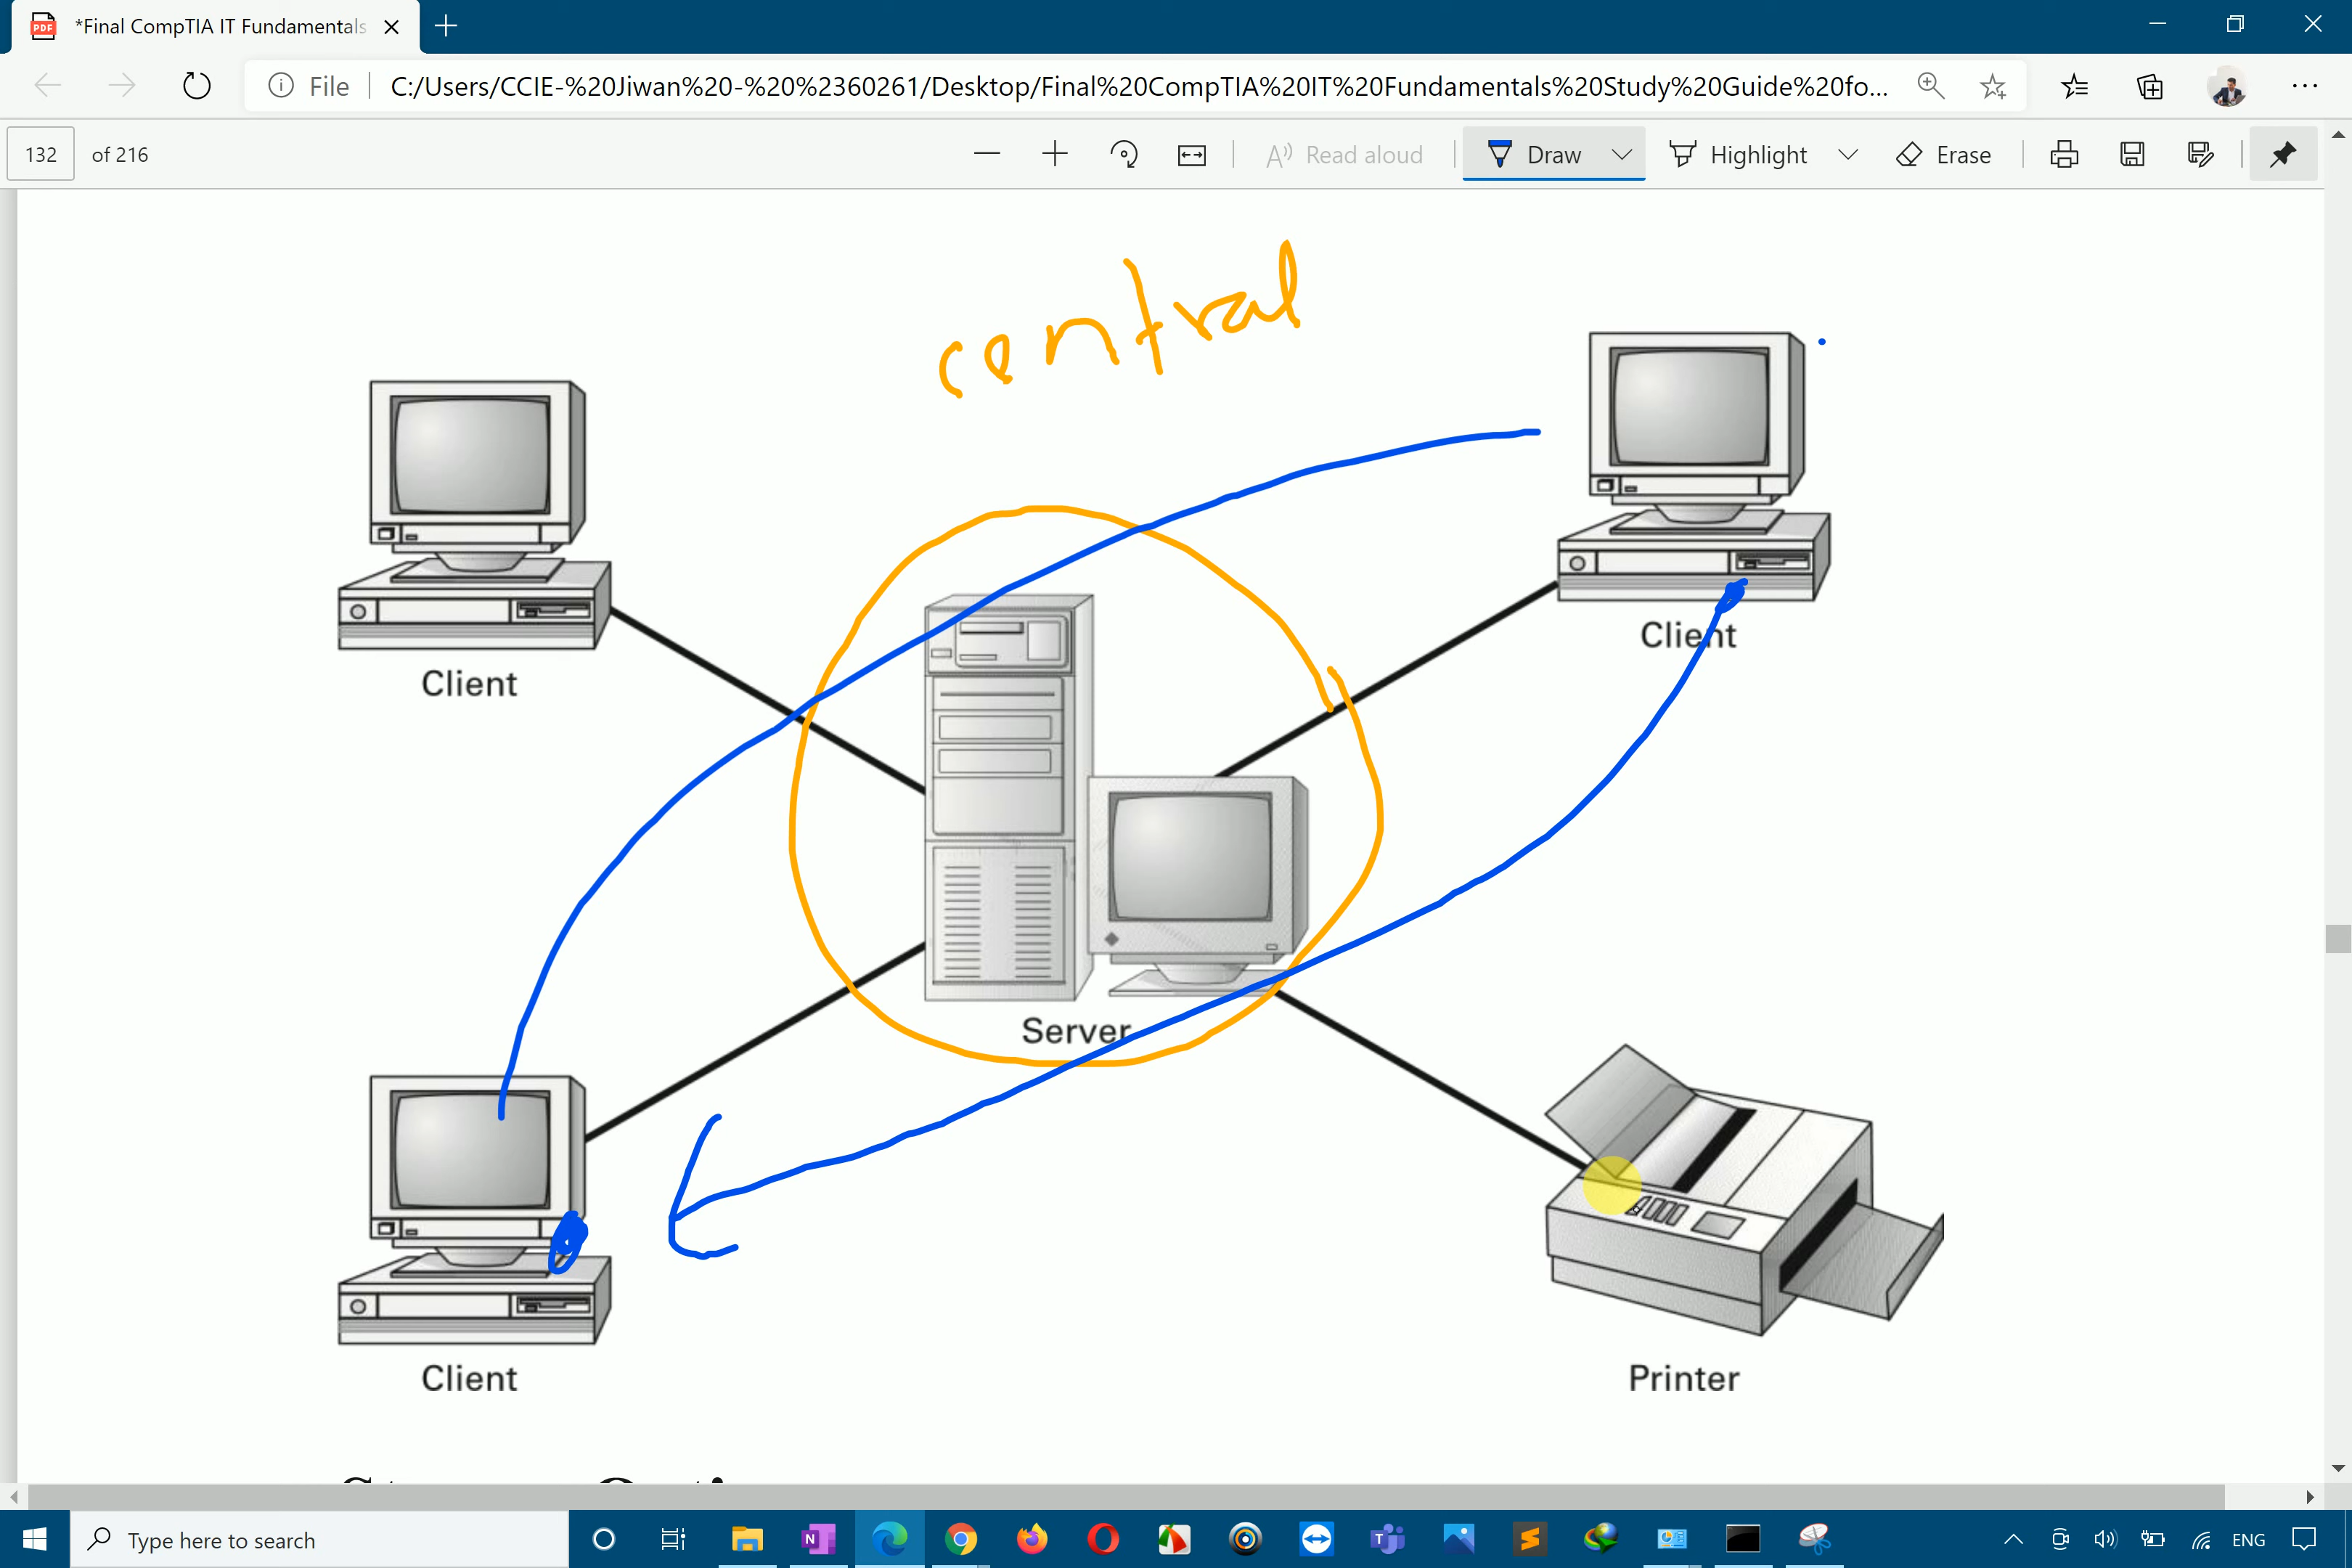 *Final CompTIA IT Fundamentals
File
C:/Users/CCIE-%20Jiwan%20-%20%2360261/Desktop/Final%20CompTIA%20IT%20Fundamentals%20Study%20Guide%20fo...
132 of 216
Read aloud
Draw
Highlight
Erase
central
Client
Client
Server
Client
Printer
Type here to search
ENG